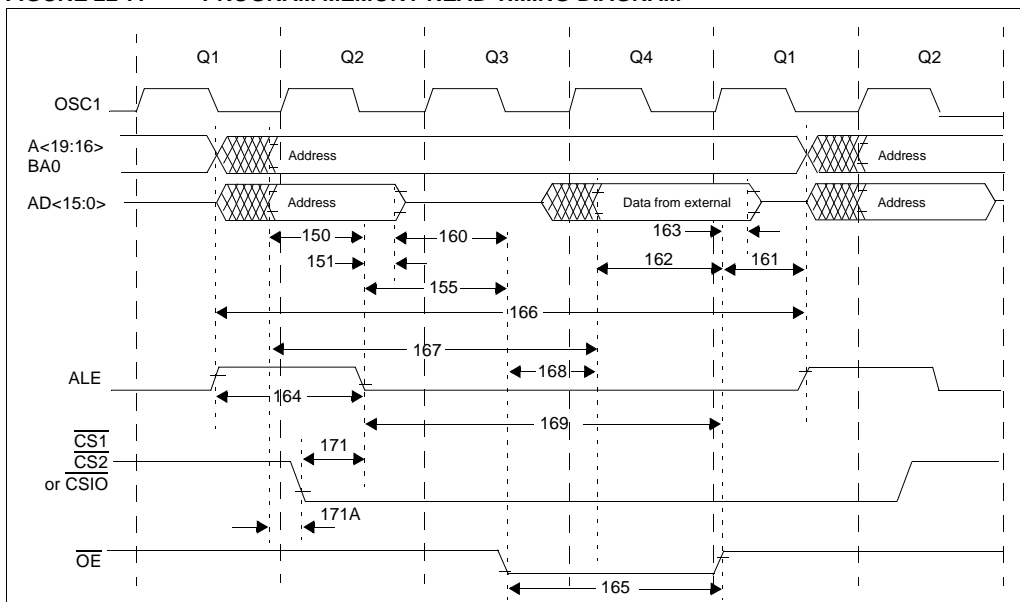 FIGURE PROGRAM MEMORY READ TIMING DIAGRAM
Q1 Q2 Q3 Q4 Q1 Q2
OSC1
A<19:16>
BA0
Address Address
AD<15:0>
Address Data from external Address
150 160 163
151 162 161
155
166
167
168
ALE
164
169
CS1
CS2
or CSIO
171
171A
OE
165